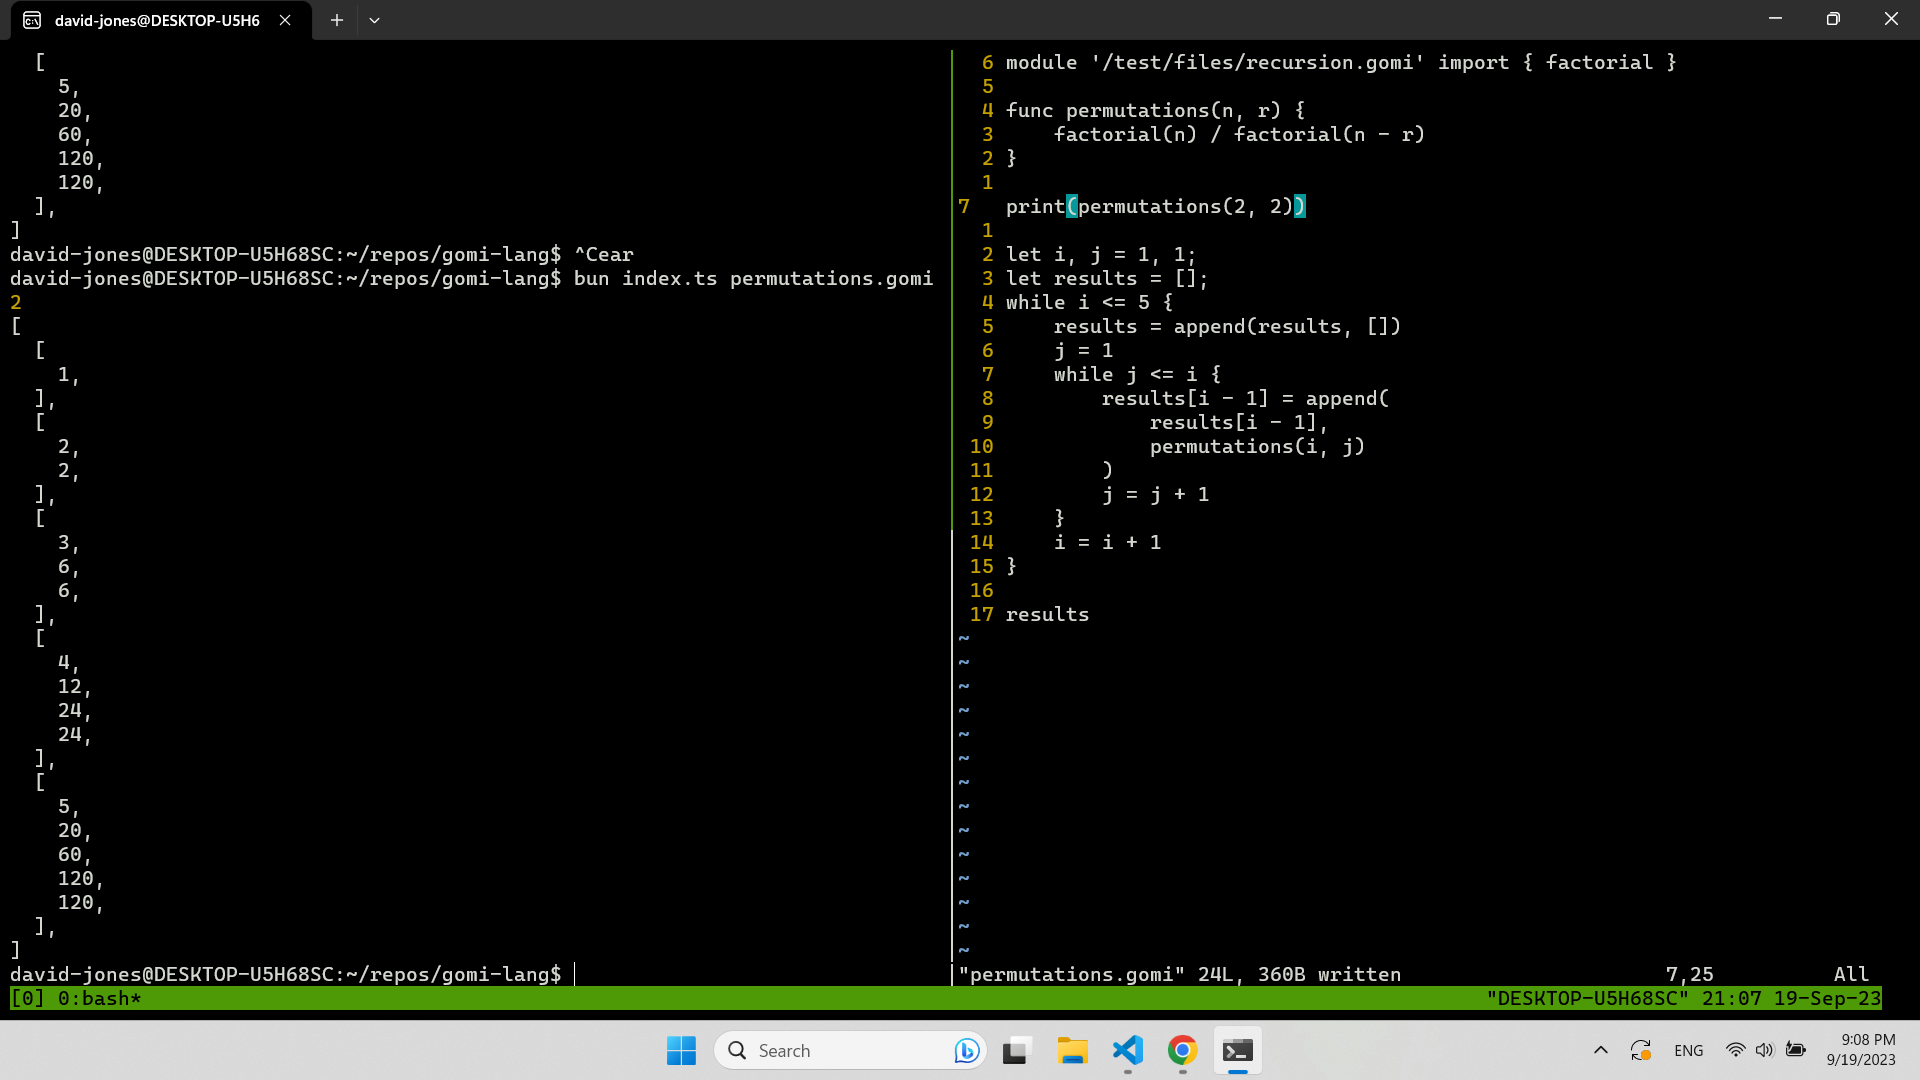 david-jones@DESKTOP-U5H6
  [
    5,
    20,
    60,
    120,
    120,
  ],
]
david-jones@DESKTOP-U5H68SC:~/repos/gomi-lang$ ^Cear
david-jones@DESKTOP-U5H68SC:~/repos/gomi-lang$ bun index.ts permutations.gomi
2
[
  [
    1,
  ],
  [
    2,
    2,
  ],
  [
    3,
    6,
    6,
  ],
  [
    4,
    12,
    24,
    24,
  ],
  [
    5,
    20,
    60,
    120,
    120,
  ],
]
david-jones@DESKTOP-U5H68SC:~/repos/gomi-lang$
  6 module '/test/files/recursion.gomi' import { factorial }
  5
  4 func permutations(n, r) {
  3     factorial(n) / factorial(n - r)
  2 }
  1
7   print(permutations(2, 2))
  1
  2 let i, j = 1, 1;
  3 let results = [];
  4 while i <= 5 {
  5     results = append(results, [])
  6     j = 1
  7     while j <= i {
  8         results[i - 1] = append(
  9             results[i - 1],
 10             permutations(i, j)
 11         )
 12         j = j + 1
 13     }
 14     i = i + 1
 15 }
 16
 17 results
~
~
~
~
~
~
~
~
~
~
~
~
~
~
"permutations.gomi" 24L, 360B written 7,25 All
[0] 0:bash* "DESKTOP-U5H68SC" 21:07 19-Sep-23
Search
ENG
9:08 PM
9/19/2023